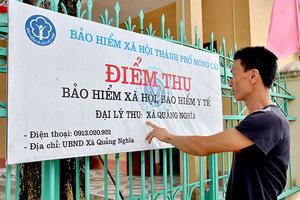 BẢO HIỂM XÃ HỘI THÀNH PHỐ MÓNG CÁI
ĐIỂM THU
BẢO HIỂM XÃ HỘI, BẢO HIỂM Y TẾ
ĐẠI LÝ THU: XÃ QUẢNG NGHĨA
- Điện thoại: 0913.020.922
- Địa chỉ: UBND Xã Quảng Nghĩa